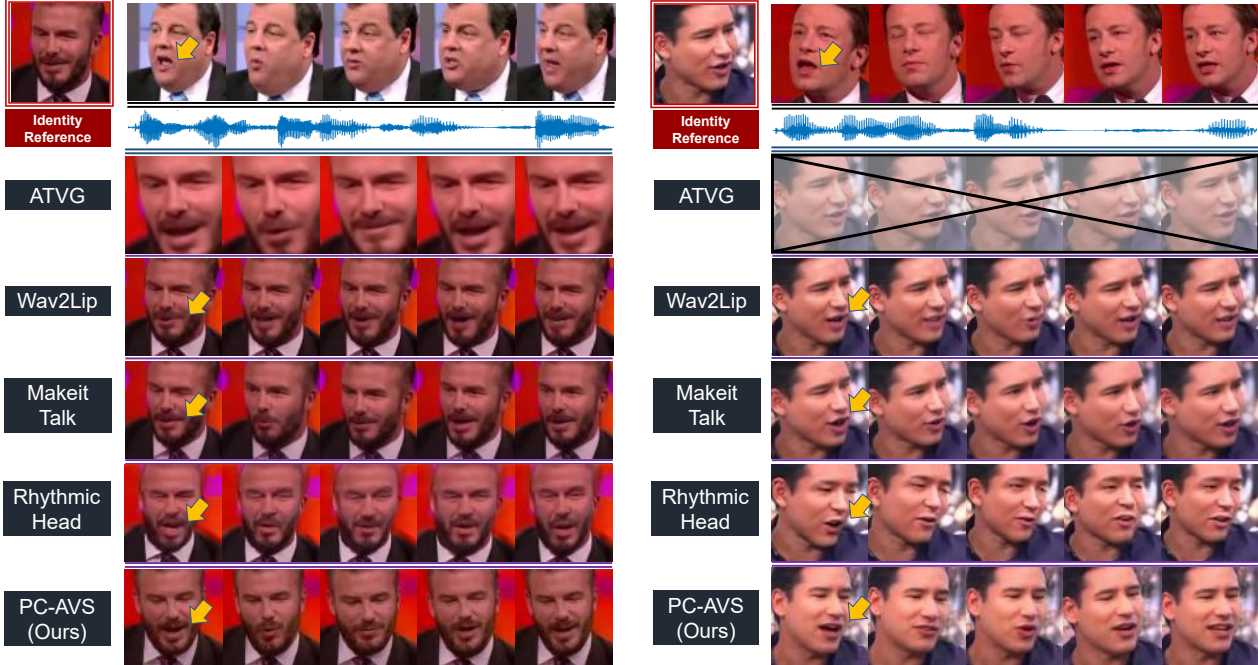 Identity
Reference
ATVG
Wav2Lip
Makeit
Talk
Rhythmic
Head
PC-AVS
(Ours)
Identity
Reference
ATVG
Wav2Lip
Makeit
Talk
Rhythmic
Head
PC-AVS
(Ours)